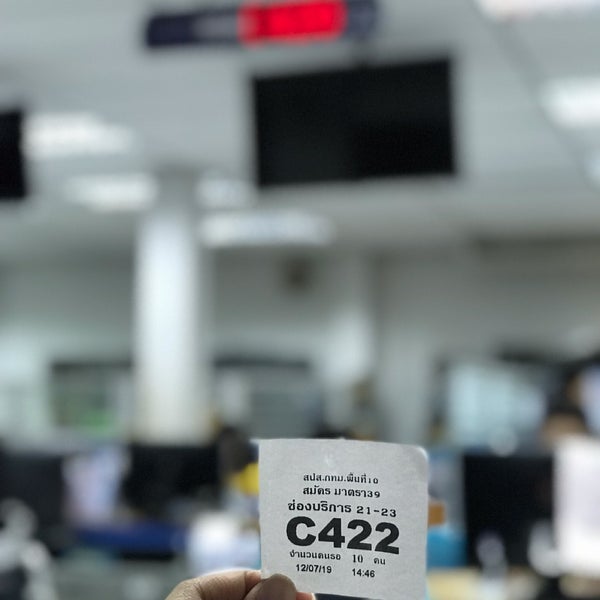 สปส.กทม.พื้นที่10
สมัคร มาตรา39
ช่องบริการ 21-23
C422
จำนวนคนรอ 10 คน
12/07/19 14:46